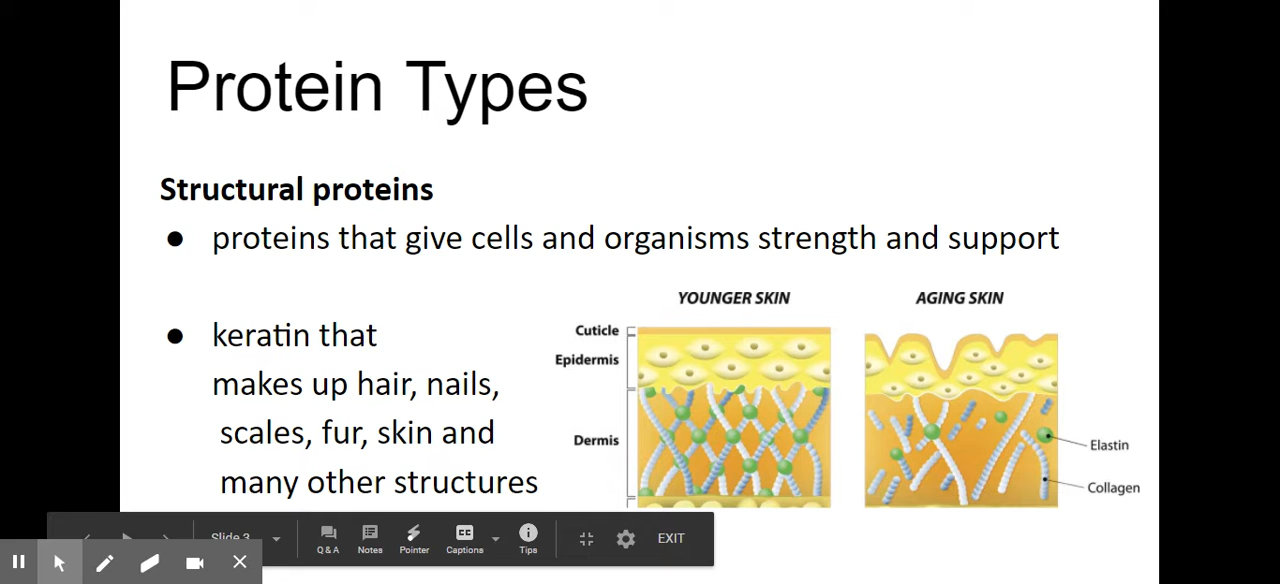 Protein Types
Structural proteins
● proteins that give cells and organisms strength and support
● keratin that
makes up hair, nails,
scales, fur, skin and
many other structures
YOUNGER SKIN
AGING SKIN
Cuticle
Epidermis
Dermis
Elastin
Collagen
Slide 3
Q & A
Notes
Pointer
CC
Captions
Tips
EXIT